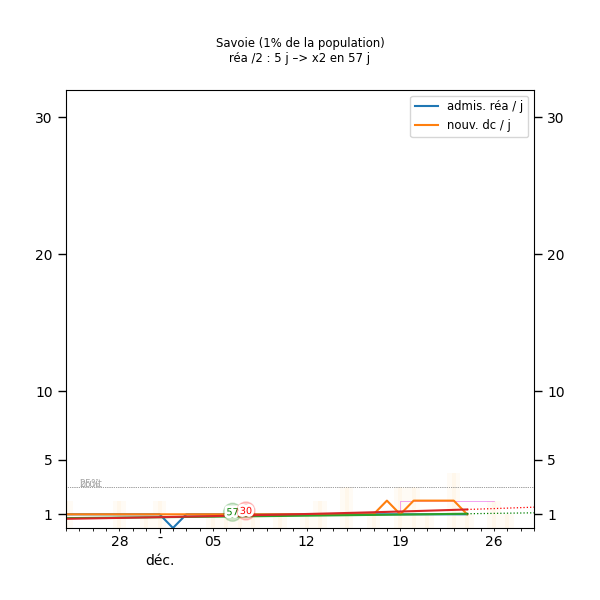 Savoie (1% de la population)
réa /2 : 5 j –> x2 en 57 j
admis. réa / j
nouv. dc / j
30 30
20 20
10 10
5 5
57 30
1 1
28 - 05 12 19 26
déc.